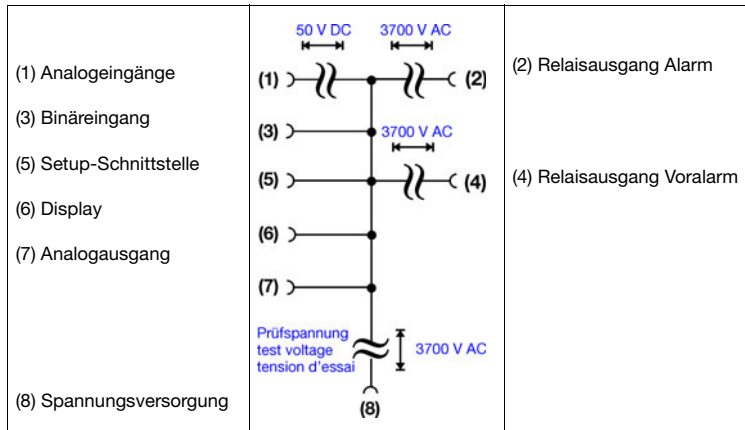 (1) Analogeingänge
(3) Binäreingang
(5) Setup-Schnittstelle
(6) Display
(7) Analogausgang
(8) Spannungsversorgung
50 V DC
3700 V AC
(1)
(2)
(3)
3700 V AC
(5)
(4)
(6)
(7)
Prüfspannung
test voltage
tension d'essai
3700 V AC
(8)
(2) Relaisausgang Alarm
(4) Relaisausgang Voralarm